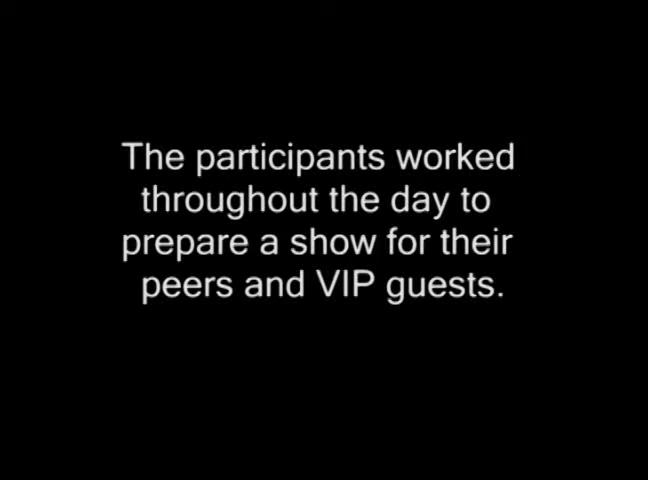 The participants worked
throughout the day to
prepare a show for their
peers and VIP guests.